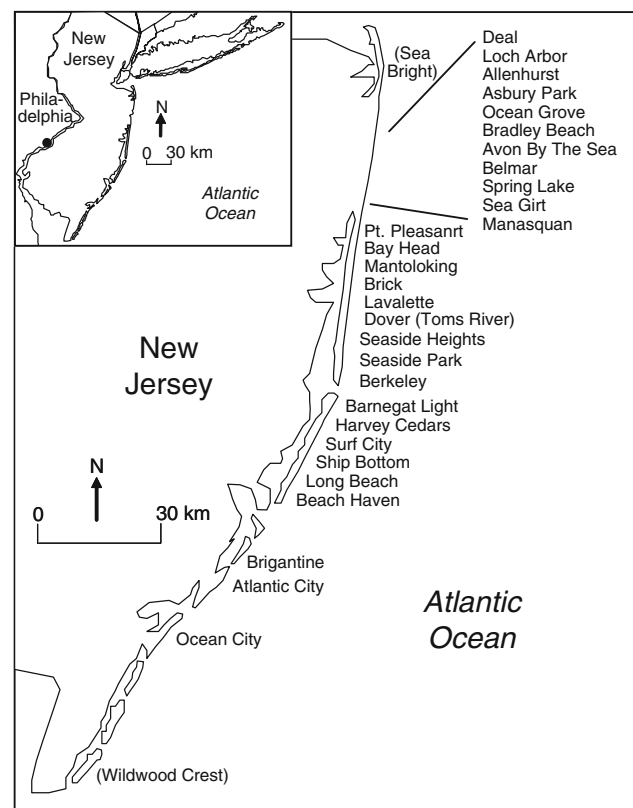 New
Jersey
Phila-
delphia
N
0 30 km
Atlantic
Ocean
(Sea
Bright)
Deal
Loch Arbor
Allenhurst
Asbury Park
Ocean Grove
Bradley Beach
Avon By The Sea
Belmar
Spring Lake
Sea Girt
Manasquan
Pt. Pleasanrt
Bay Head
Mantoloking
Brick
Lavalette
Dover (Toms River)
Seaside Heights
Seaside Park
Berkeley
New
Jersey
Barnegat Light
Harvey Cedars
Surf City
Ship Bottom
Long Beach
Beach Haven
N
0 30 km
Brigantine
Atlantic City
Ocean City
Atlantic
Ocean
(Wildwood Crest)